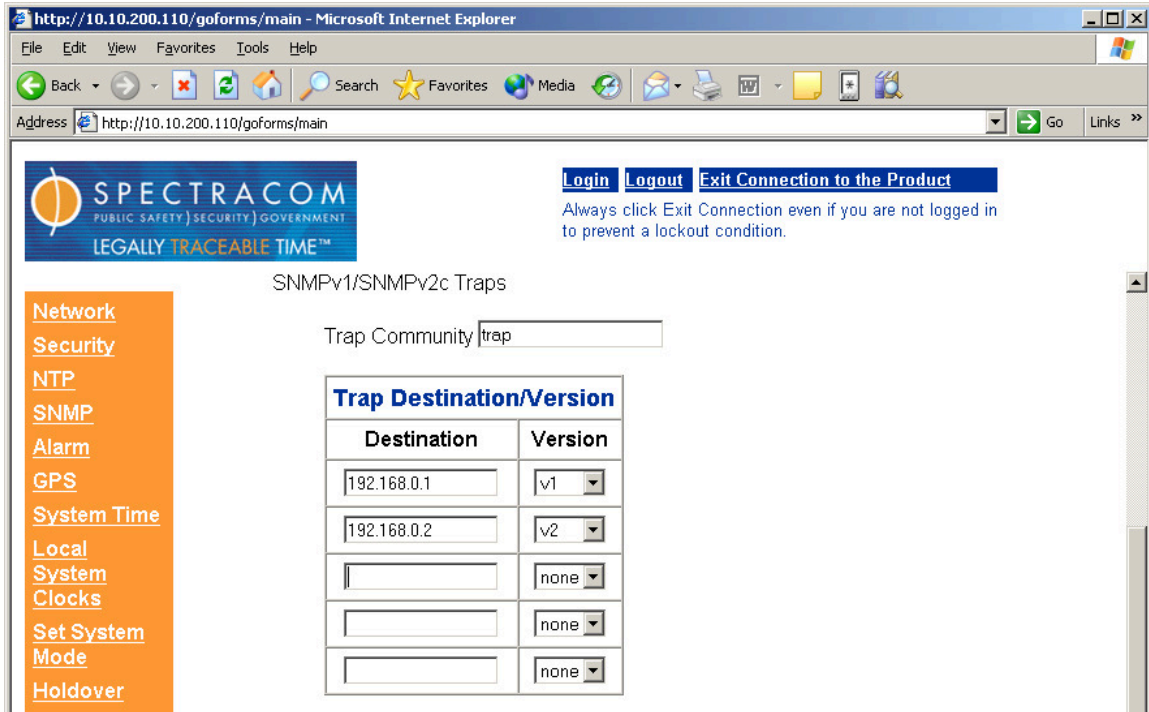 http://10.10.200.110/goforms/main - Microsoft Internet Explorer
File Edit View Favorites Tools Help
Back Search Favorites Media
Address http://10.10.200.110/goforms/main Go Links »
SPECTRACOM
PUBLIC SAFETY ) SECURITY ) GOVERNMENT
LEGALLY TRACEABLE TIME™
Login Logout Exit Connection to the Product
Always click Exit Connection even if you are not logged in
to prevent a lockout condition.
Network
Security
NTP
SNMP
Alarm
GPS
System Time
Local
System
Clocks
Set System
Mode
Holdover
SNMPv1/SNMPv2c Traps
Trap Community trap
Trap Destination/Version
Destination Version
192.168.0.1 v1
192.168.0.2 v2
none
none
none